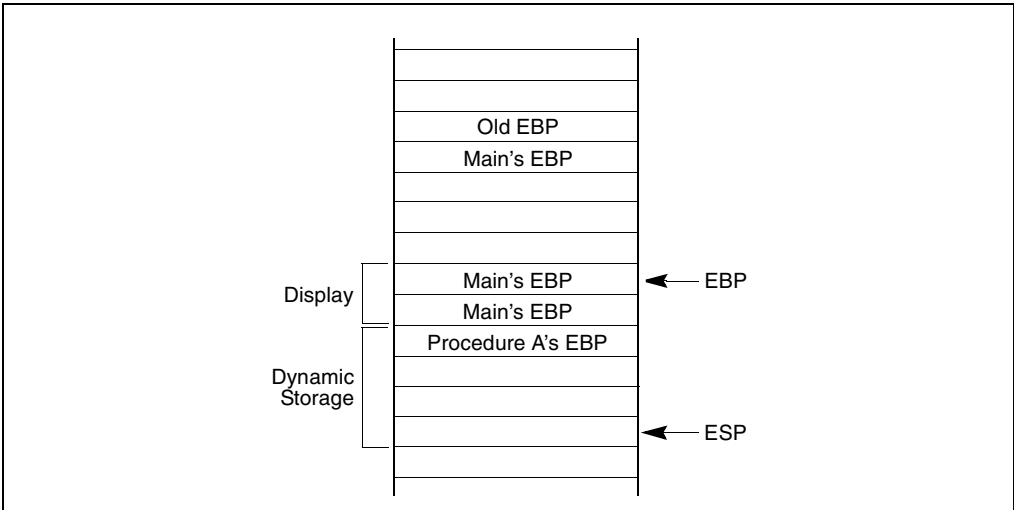 Old EBP
Main's EBP
Main's EBP
EBP
Display
Main's EBP
Procedure A's EBP
Dynamic
Storage
ESP